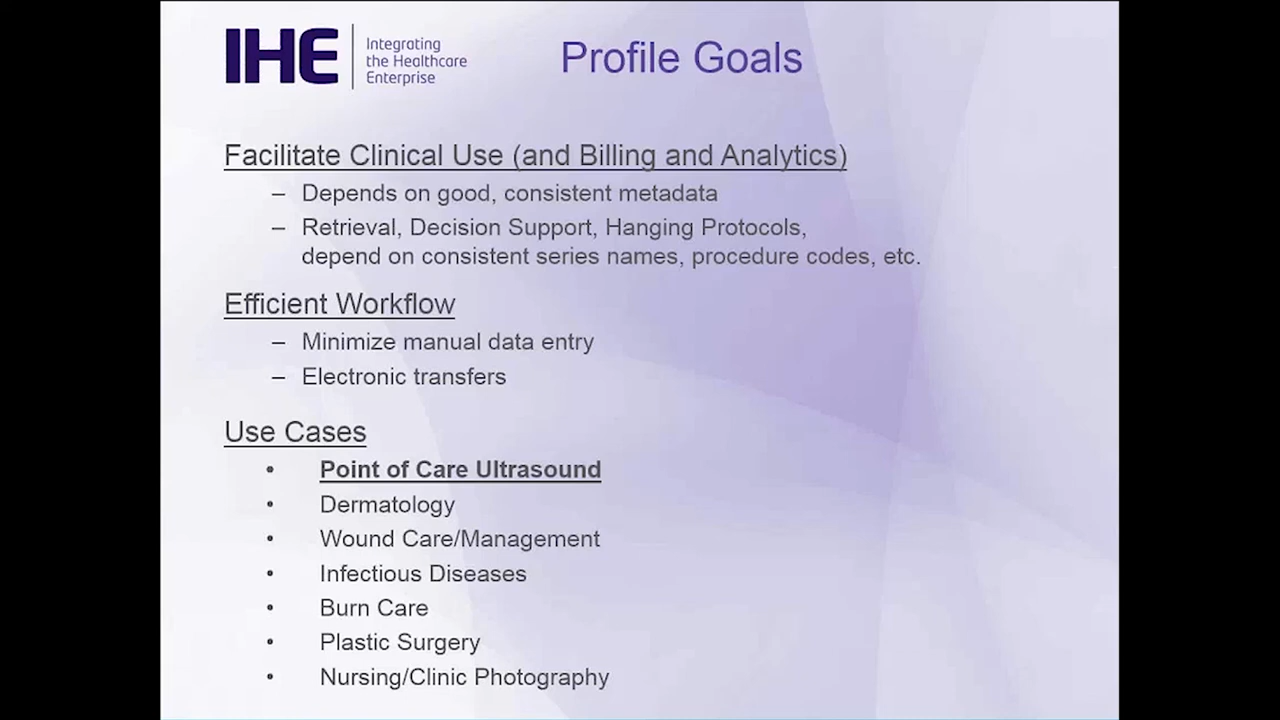 IHE
Integrating
the Healthcare
Enterprise
Profile Goals
Facilitate Clinical Use (and Billing and Analytics)
– Depends on good, consistent metadata
– Retrieval, Decision Support, Hanging Protocols,
depend on consistent series names, procedure codes, etc.
Efficient Workflow
– Minimize manual data entry
– Electronic transfers
Use Cases
• Point of Care Ultrasound
• Dermatology
• Wound Care/Management
• Infectious Diseases
• Burn Care
• Plastic Surgery
• Nursing/Clinic Photography